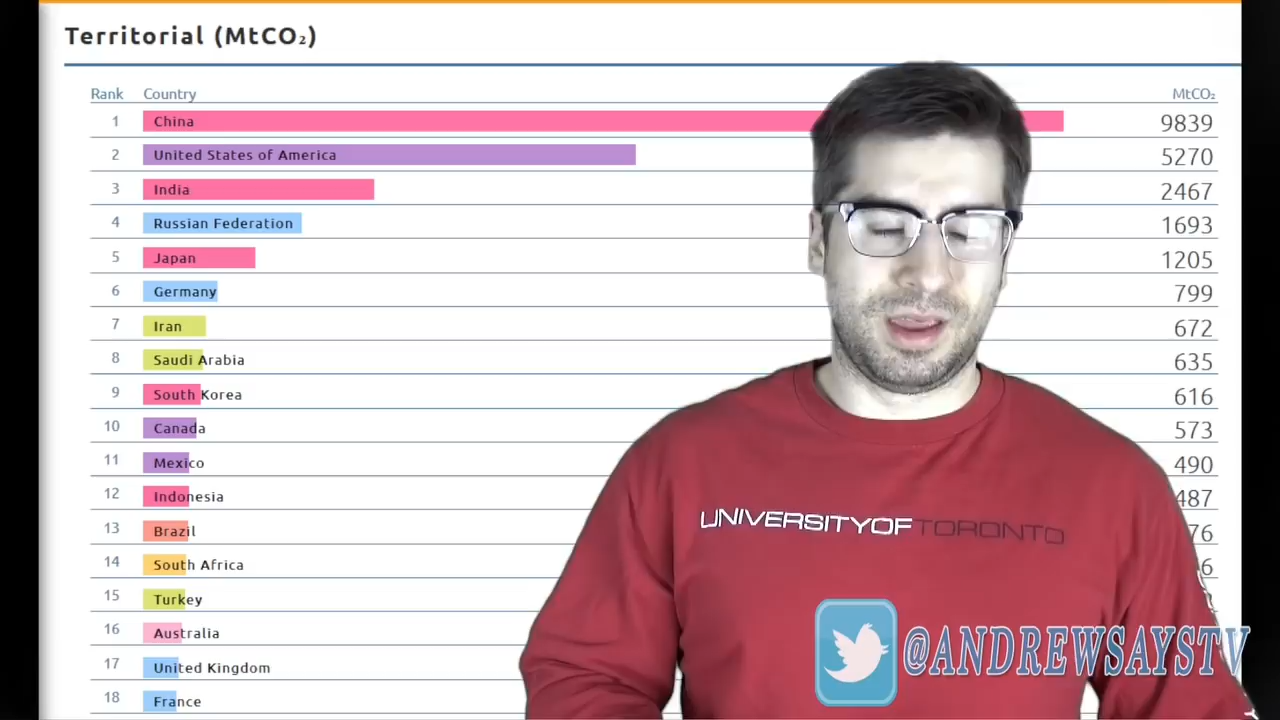 Territorial (MtCO₂)
Rank Country MtCO₂
1 China 9839
2 United States of America 5270
3 India 2467
4 Russian Federation 1693
5 Japan 1205
6 Germany 799
7 Iran 672
8 Saudi Arabia 635
9 South Korea 616
10 Canada 573
11 Mexico 490
12 Indonesia 487
13 Brazil 76
14 South Africa 6
15 Turkey
16 Australia
17 United Kingdom
18 France
UNIVERSITYOFTORONTO
@ANDREWSAYSTV